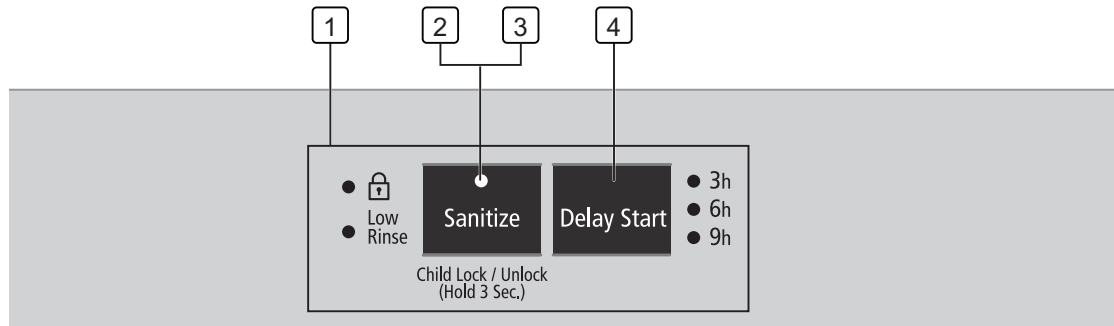 1 2 3 4
Low
Rinse
Sanitize
Child Lock / Unlock
(Hold 3 Sec.)
Delay Start
3h
6h
9h